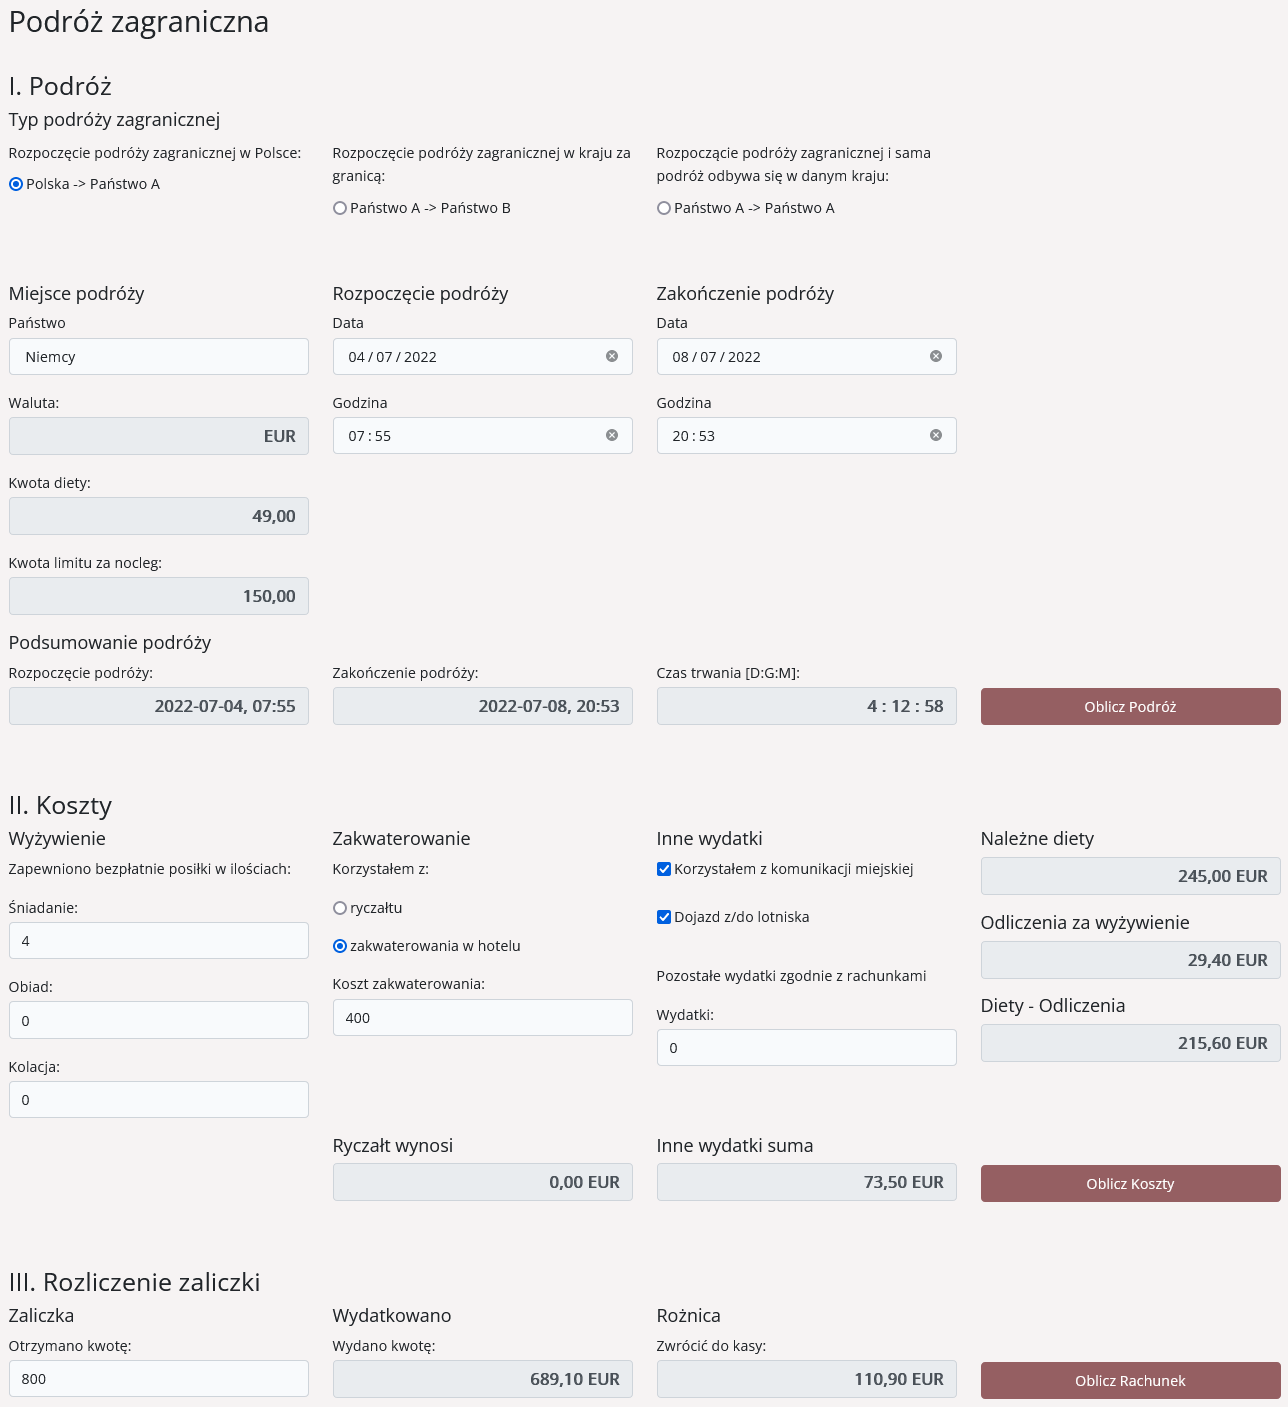 Podróż zagraniczna
I. Podróż
Typ podróży zagranicznej
Rozpoczęcie podróży zagranicznej w Polsce:
Polska -> Państwo A
Rozpoczęcie podróży zagranicznej w kraju za
granicą:
Państwo A -> Państwo B
Rozpocząćie podróży zagranicznej i sama
podróż odbywa się w danym kraju:
Państwo A -> Państwo A
Miejsce podróży
Państwo
Niemcy
Waluta:
EUR
Kwota diety:
49,00
Kwota limitu za nocleg:
150,00
Rozpoczęcie podróży
Data
04 / 07 / 2022
Godzina
07 : 55
Zakończenie podróży
Data
08 / 07 / 2022
Godzina
20 : 53
Podsumowanie podróży
Rozpoczęcie podróży:
2022-07-04, 07:55
Zakończenie podróży:
2022-07-08, 20:53
Czas trwania [D:G:M]:
4 : 12 : 58
Oblicz Podróż
II. Koszty
Wyżywienie
Zapewniono bezpłatnie posiłki w ilościach:
Śniadanie:
4
Obiad:
0
Kolacja:
0
Zakwaterowanie
Korzystałem z:
ryczałtu
zakwaterowania w hotelu
Koszt zakwaterowania:
400
Ryczałt wynosi
0,00 EUR
Inne wydatki
Korzystałem z komunikacji miejskiej
Dojazd z/do lotniska
Pozostałe wydatki zgodnie z rachunkami
Wydatki:
0
Inne wydatki suma
73,50 EUR
Należne diety
245,00 EUR
Odliczenia za wyżywienie
29,40 EUR
Diety - Odliczenia
215,60 EUR
Oblicz Koszty
III. Rozliczenie zaliczki
Zaliczka
Otrzymano kwotę:
800
Wydatkowano
Wydano kwotę:
689,10 EUR
Rożnica
Zwrócić do kasy:
110,90 EUR
Oblicz Rachunek